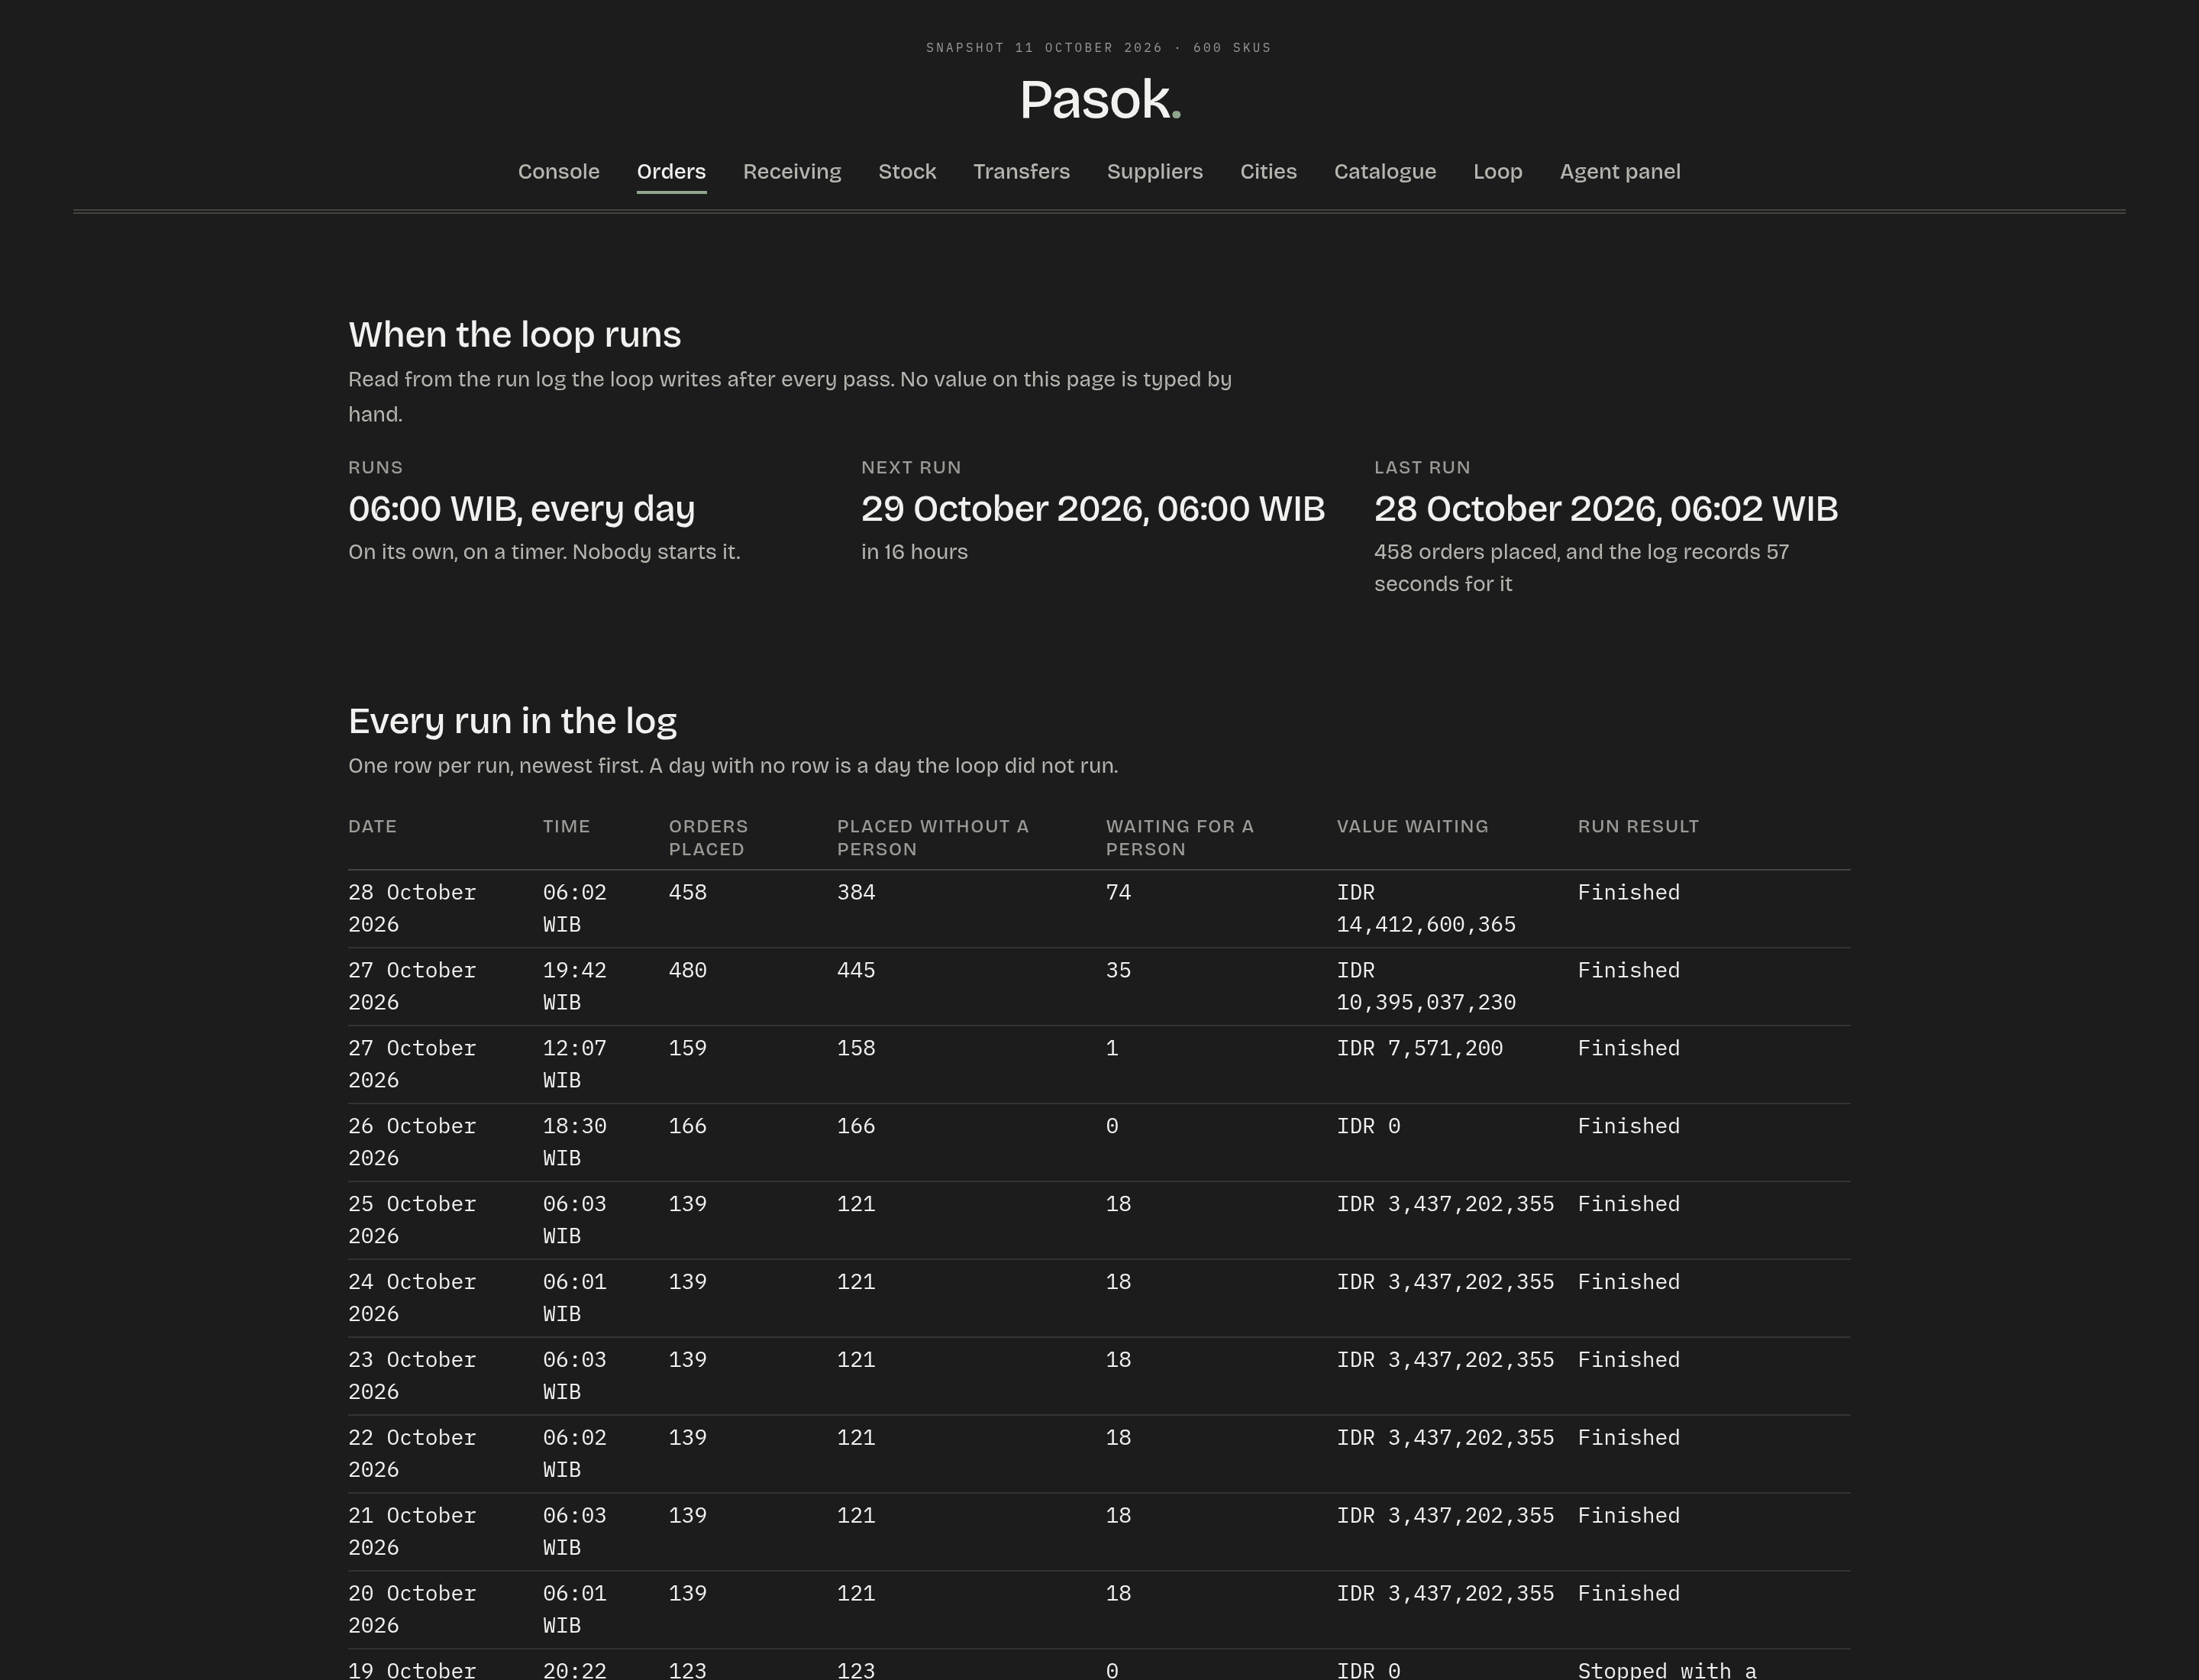 SNAPSHOT 11 OCTOBER 2026 · 600 SKUS
Pasok.
Console Orders Receiving Stock Transfers Suppliers Cities Catalogue Loop Agent panel
When the loop runs
Read from the run log the loop writes after every pass. No value on this page is typed by
hand.
RUNS NEXT RUN LAST RUN
06:00 WIB, every day 29 October 2026, 06:00 WIB 28 October 2026, 06:02 WIB
On its own, on a timer. Nobody starts it. in 16 hours 458 orders placed, and the log records 57
seconds for it
Every run in the log
One row per run, newest first. A day with no row is a day the loop did not run.
DATE TIME ORDERS PLACED WITHOUT A WAITING FOR A VALUE WAITING RUN RESULT
PLACED PERSON PERSON
28 October 06:02 458 384 74 IDR Finished
2026 WIB 14,412,600,365
27 October 19:42 480 445 35 IDR Finished
2026 WIB 10,395,037,230
27 October 12:07 159 158 1 IDR 7,571,200 Finished
2026 WIB
26 October 18:30 166 166 0 IDR 0 Finished
2026 WIB
25 October 06:03 139 121 18 IDR 3,437,202,355 Finished
2026 WIB
24 October 06:01 139 121 18 IDR 3,437,202,355 Finished
2026 WIB
23 October 06:03 139 121 18 IDR 3,437,202,355 Finished
2026 WIB
22 October 06:02 139 121 18 IDR 3,437,202,355 Finished
2026 WIB
21 October 06:03 139 121 18 IDR 3,437,202,355 Finished
2026 WIB
20 October 06:01 139 121 18 IDR 3,437,202,355 Finished
2026 WIB
19 October 20:22 123 123 0 IDR 0 Stopped with a